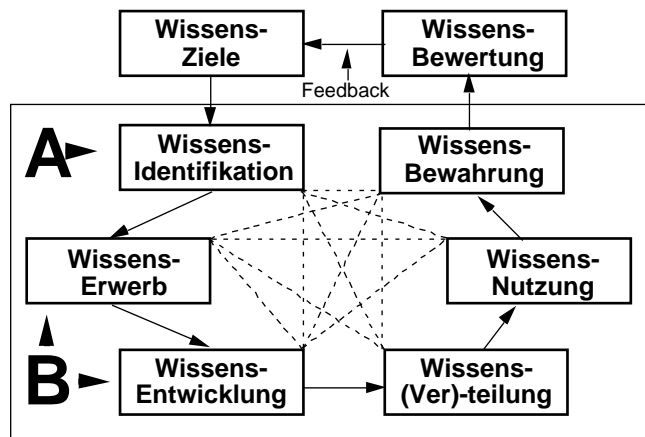 Wissens-
Ziele
Wissens-
Bewertung
Feedback
A
Wissens-
Identifikation
Wissens-
Bewahrung
Wissens-
Erwerb
Wissens-
Nutzung
B
Wissens-
Entwicklung
Wissens-
(Ver)-teilung